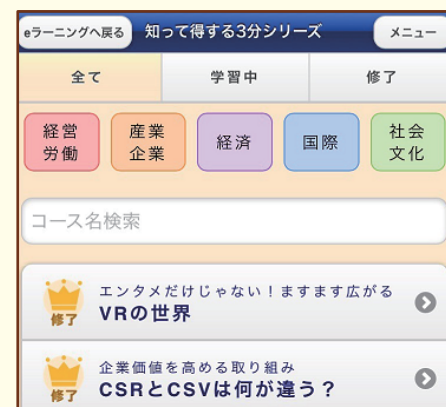 eラーニングへ戻る 知って得する3分シリーズ メニュー
全て 学習中 修了
経営 産業 経済 国際 社会
労働 企業 文化
コース名検索
エンタメだけじゃない！ますます広がる
修了 VRの世界
企業価値を高める取り組み
修了 CSRとCSVは何が違う？